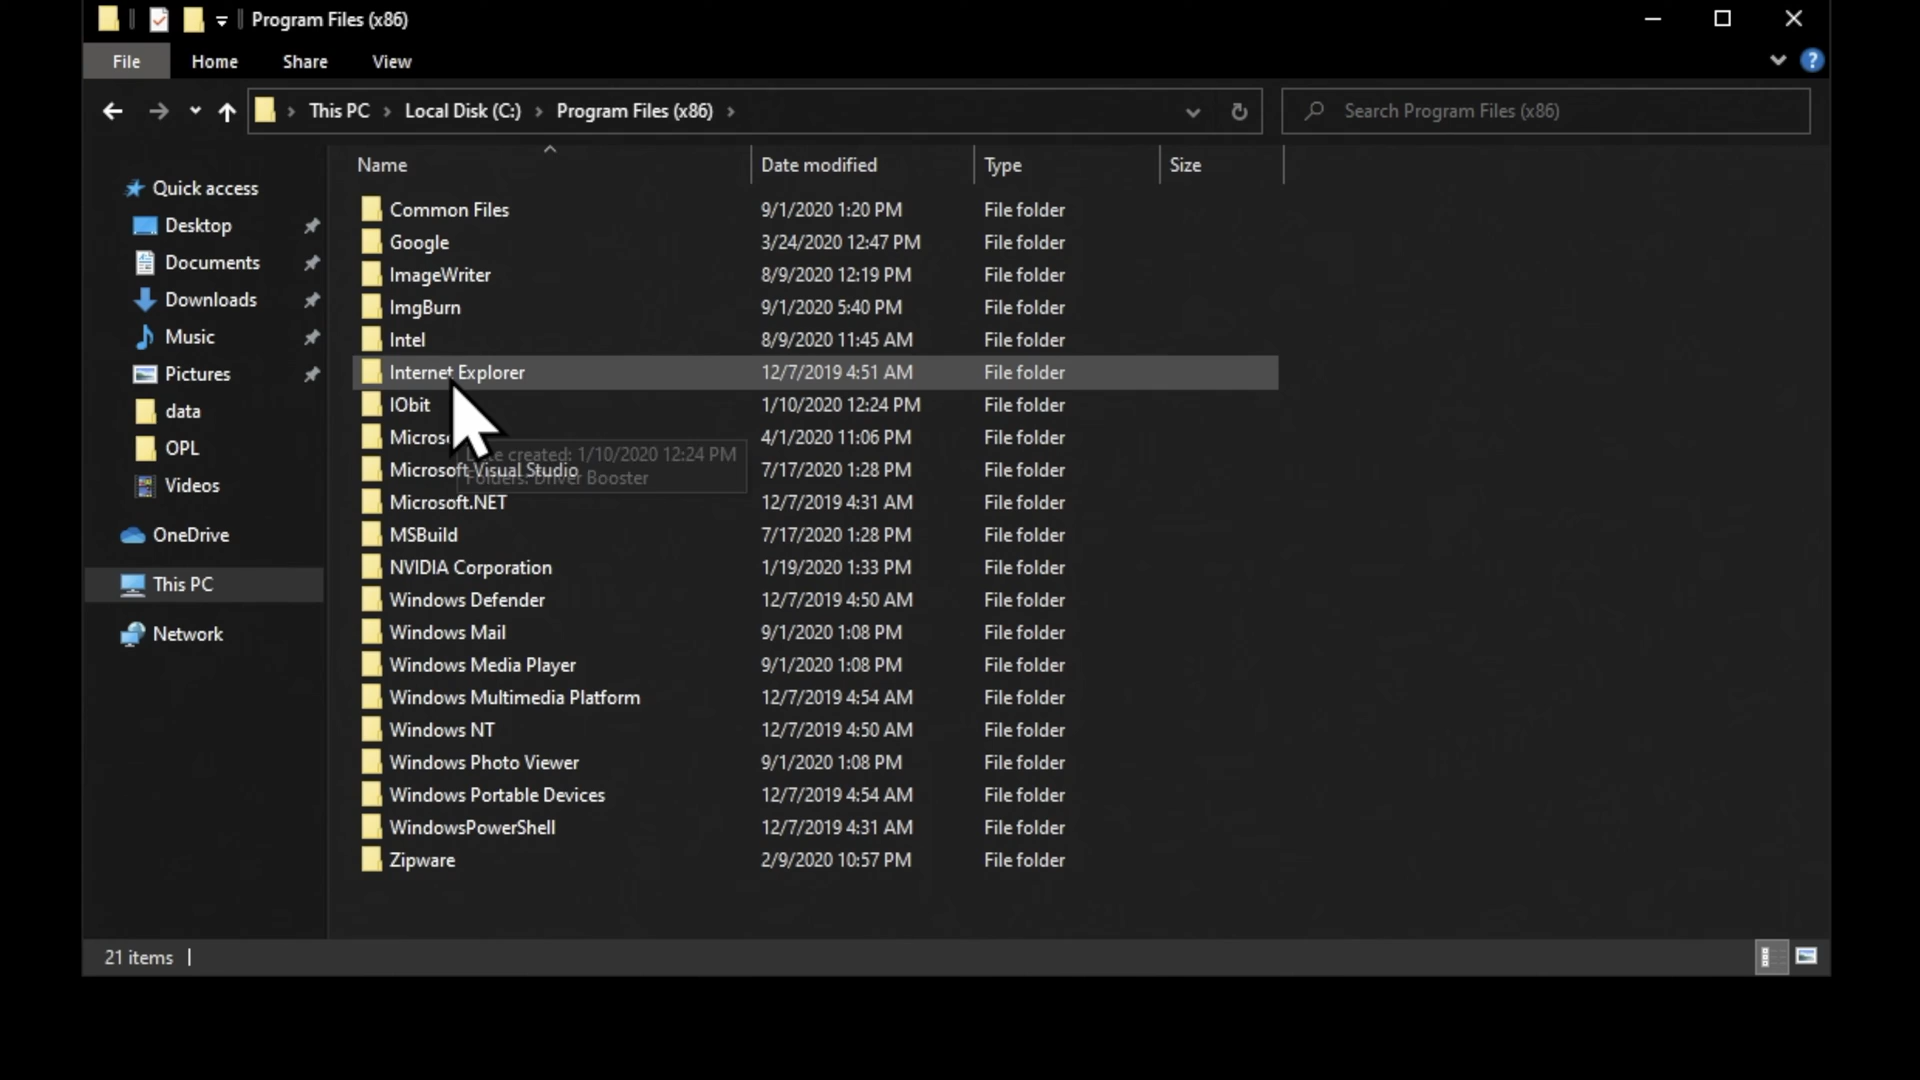 Program Files (x86)
File Home Share View
This PC Local Disk (C:) Program Files (x86)
Search Program Files (x86)
Name Date modified Type Size
Quick access
Desktop
Documents
Downloads
Music
Pictures
data
OPL
Videos
OneDrive
This PC
Network
Common Files 9/1/2020 1:20 PM File folder
Google 3/24/2020 12:47 PM File folder
ImageWriter 8/9/2020 12:19 PM File folder
ImgBurn 9/1/2020 5:40 PM File folder
Intel 8/9/2020 11:45 AM File folder
Internet Explorer 12/7/2019 4:51 AM File folder
IObit 1/10/2020 12:24 PM File folder
4/1/2020 11:06 PM File folder
Microsoft Visual Studio 7/17/2020 1:28 PM File folder
Microsoft.NET 12/7/2019 4:31 AM File folder
MSBuild 7/17/2020 1:28 PM File folder
NVIDIA Corporation 1/19/2020 1:33 PM File folder
Windows Defender 12/7/2019 4:50 AM File folder
Windows Mail 9/1/2020 1:08 PM File folder
Windows Media Player 9/1/2020 1:08 PM File folder
Windows Multimedia Platform 12/7/2019 4:54 AM File folder
Windows NT 12/7/2019 4:50 AM File folder
Windows Photo Viewer 9/1/2020 1:08 PM File folder
Windows Portable Devices 12/7/2019 4:54 AM File folder
WindowsPowerShell 12/7/2019 4:31 AM File folder
Zipware 2/9/2020 10:57 PM File folder
created: 1/10/2020 12:24 PM
Folders: Driver Booster
21 items